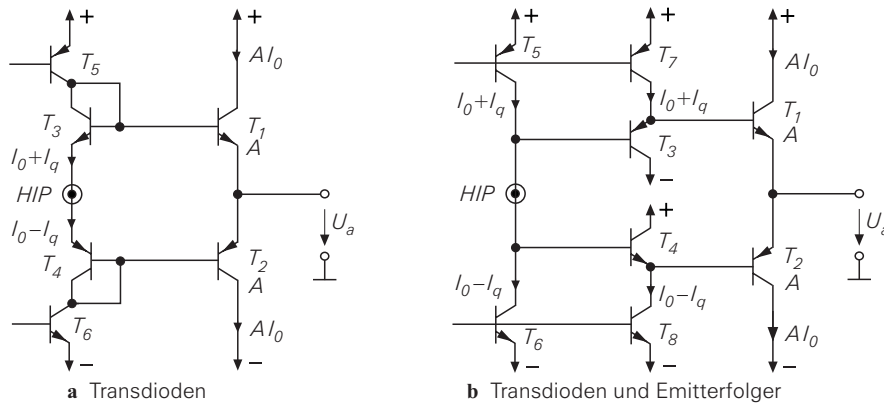 + + + + +
T5 AI0 T5 T7 AI0
I0+Iq I0+Iq
T3 T1 T1
A T3 A
I0+Iq −
HIP HIP
+
I0−Iq Ua Ua
T4 T2 T4 T2
A I0−Iq I0−Iq A
T6 AI0 T6 T8 AI0
− − − − −
a Transdioden b Transdioden und Emitterfolger